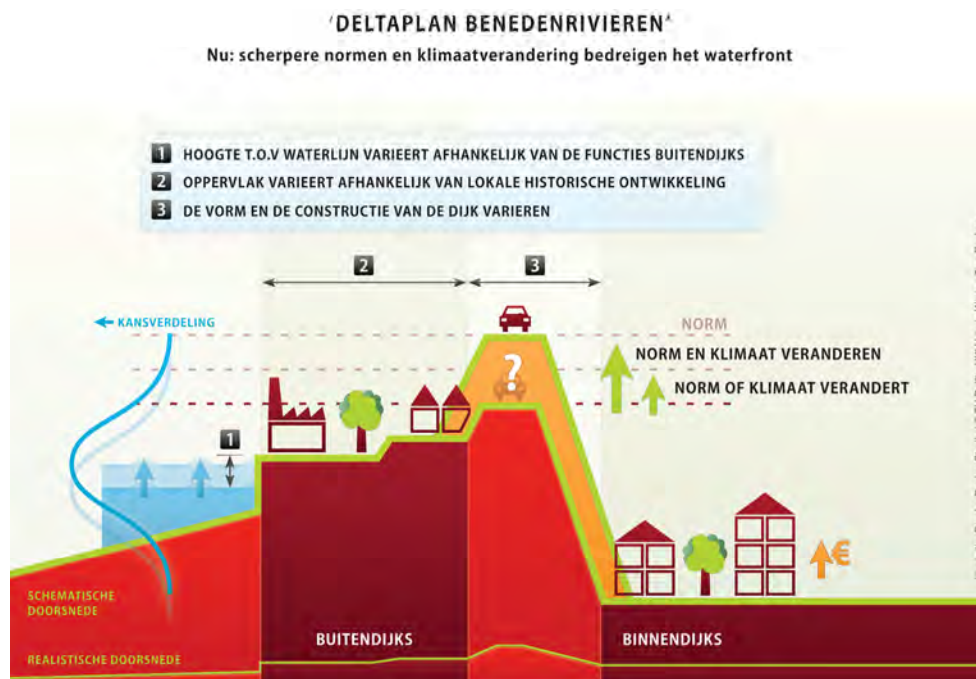 'DELTAPLAN BENEDENRIVIEREN'
Nu: scherpere normen en klimaatverandering bedreigen het waterfront
1 HOOGTE T.O.V WATERLIJN VARIEERT AFHANKELIJK VAN DE FUNCTIES BUITENDIJKS
2 OPPERVLAK VARIEERT AFHANKELIJK VAN LOKALE HISTORISCHE ONTWIKKELING
3 DE VORM EN DE CONSTRUCTIE VAN DE DIJK VARIEREN
2
3
KANSVERDELING
NORM
NORM EN KLIMAAT VERANDEREN
?
NORM OF KLIMAAT VERANDERT
1
€
SCHEMATISCHE
DOORSNEDE
BUITENDIJKS
BINNENDIJKS
REALISTISCHE DOORSNEDE